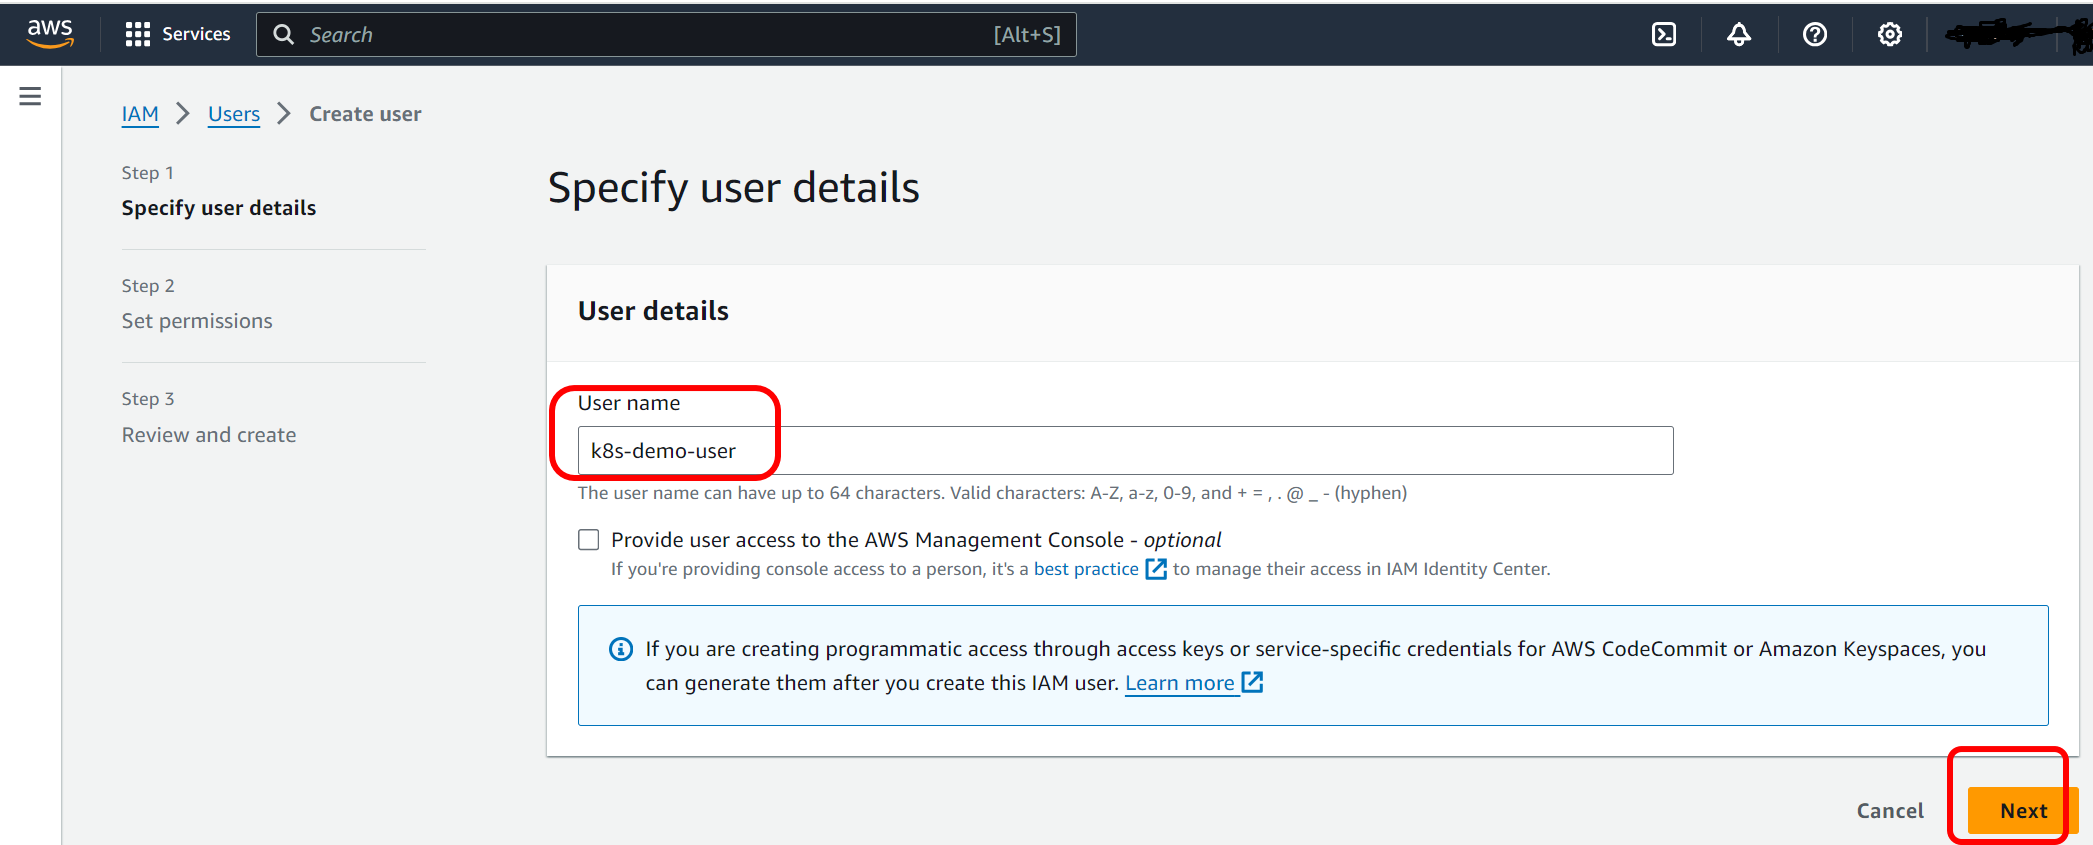 aws
Services
Search
[Alt+S]
IAM
Users
Create user
Step 1
Specify user details
Step 2
Set permissions
Step 3
Review and create
Specify user details
User details
User name
k8s-demo-user
The user name can have up to 64 characters. Valid characters: A-Z, a-z, 0-9, and + = , . @ _ - (hyphen)
Provide user access to the AWS Management Console - optional
If you're providing console access to a person, it's a best practice to manage their access in IAM Identity Center.
If you are creating programmatic access through access keys or service-specific credentials for AWS CodeCommit or Amazon Keyspaces, you
can generate them after you create this IAM user. Learn more
Cancel
Next